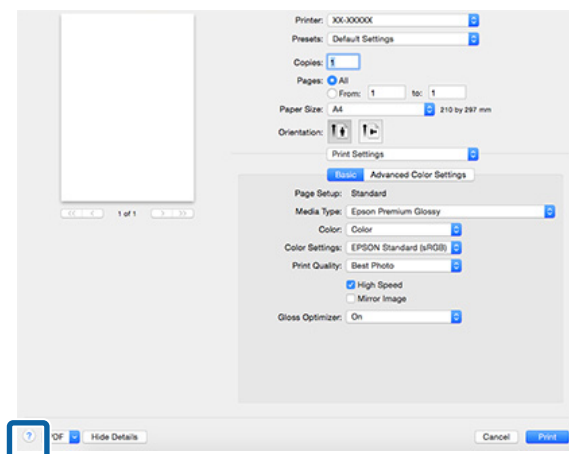 Printer: XX-XXXXX
Presets: Default Settings
Copies: 1
Pages: All
From: 1 to: 1
Paper Size: A4 210 by 297 mm
Orientation:
Print Settings
Basic Advanced Color Settings
Page Setup: Standard
Media Type: Epson Premium Glossy
1 of 1
Color: Color
Color Settings: EPSON Standard (sRGB)
Print Quality: Best Photo
High Speed
Mirror Image
Gloss Optimizer: On
? PDF Hide Details Cancel Print